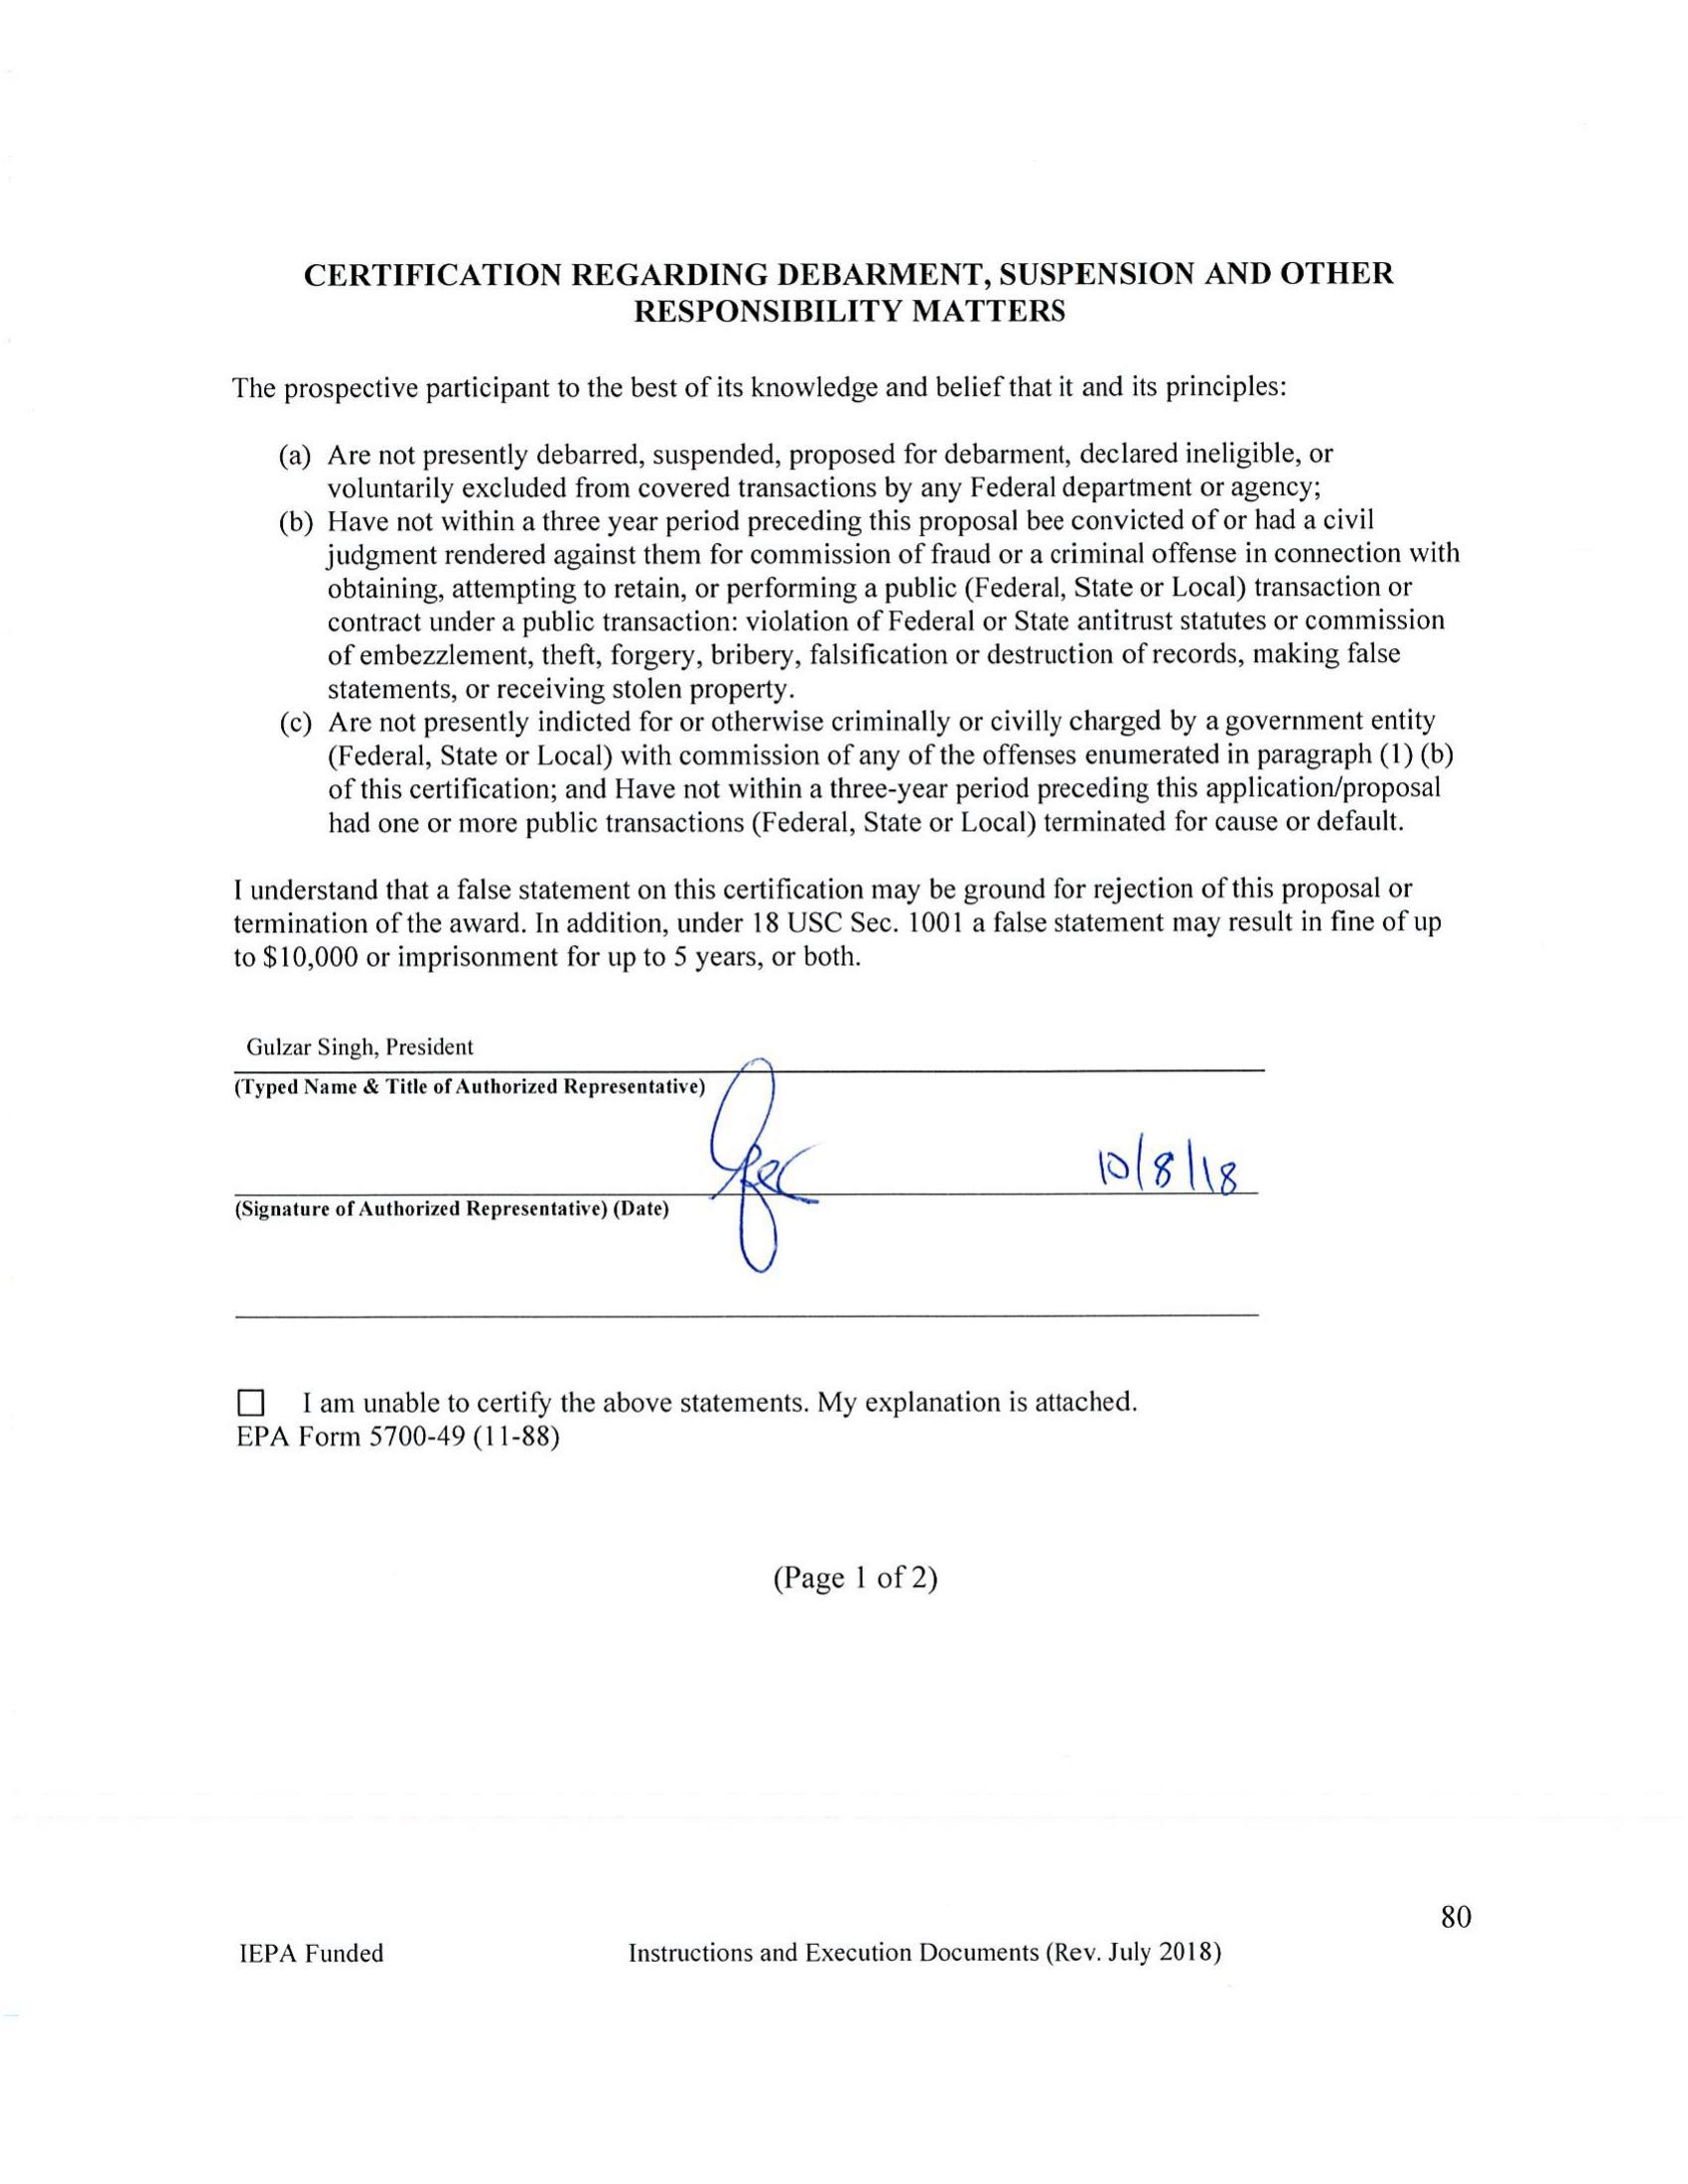 CERTIFICATION REGARDING DEBARMENT, SUSPENSION AND OTHER
RESPONSIBILITY MATTERS
The prospective participant to the best of its knowledge and belief that it and its principles:
(a) Are not presently debarred, suspended, proposed for debarment, declared ineligible, or
voluntarily excluded from covered transactions by any Federal department or agency;
(b) Have not within a three year period preceding this proposal bee convicted of or had a civil
judgment rendered against them for commission of fraud or a criminal offense in connection with
obtaining, attempting to retain, or performing a public (Federal, State or Local) transaction or
contract under a public transaction: violation of Federal or State antitrust statutes or commission
of embezzlement, theft, forgery, bribery, falsification or destruction of records, making false
statements, or receiving stolen property.
(c) Are not presently indicted for or otherwise criminally or civilly charged by a government entity
(Federal, State or Local) with commission of any of the offenses enumerated in paragraph (1) (b)
of this certification; and Have not within a three-year period preceding this application/proposal
had one or more public transactions (Federal, State or Local) terminated for cause or default.
I understand that a false statement on this certification may be ground for rejection of this proposal or
termination of the award. In addition, under 18 USC Sec. 1001 a false statement may result in fine of up
to $10,000 or imprisonment for up to 5 years, or both.
Gulzar Singh, President
(Typed Name & Title of Authorized Representative)
10/8/18
(Signature of Authorized Representative) (Date)
I am unable to certify the above statements. My explanation is attached.
EPA Form 5700-49 (11-88)
(Page 1 of 2)
80
IEPA Funded Instructions and Execution Documents (Rev. July 2018)